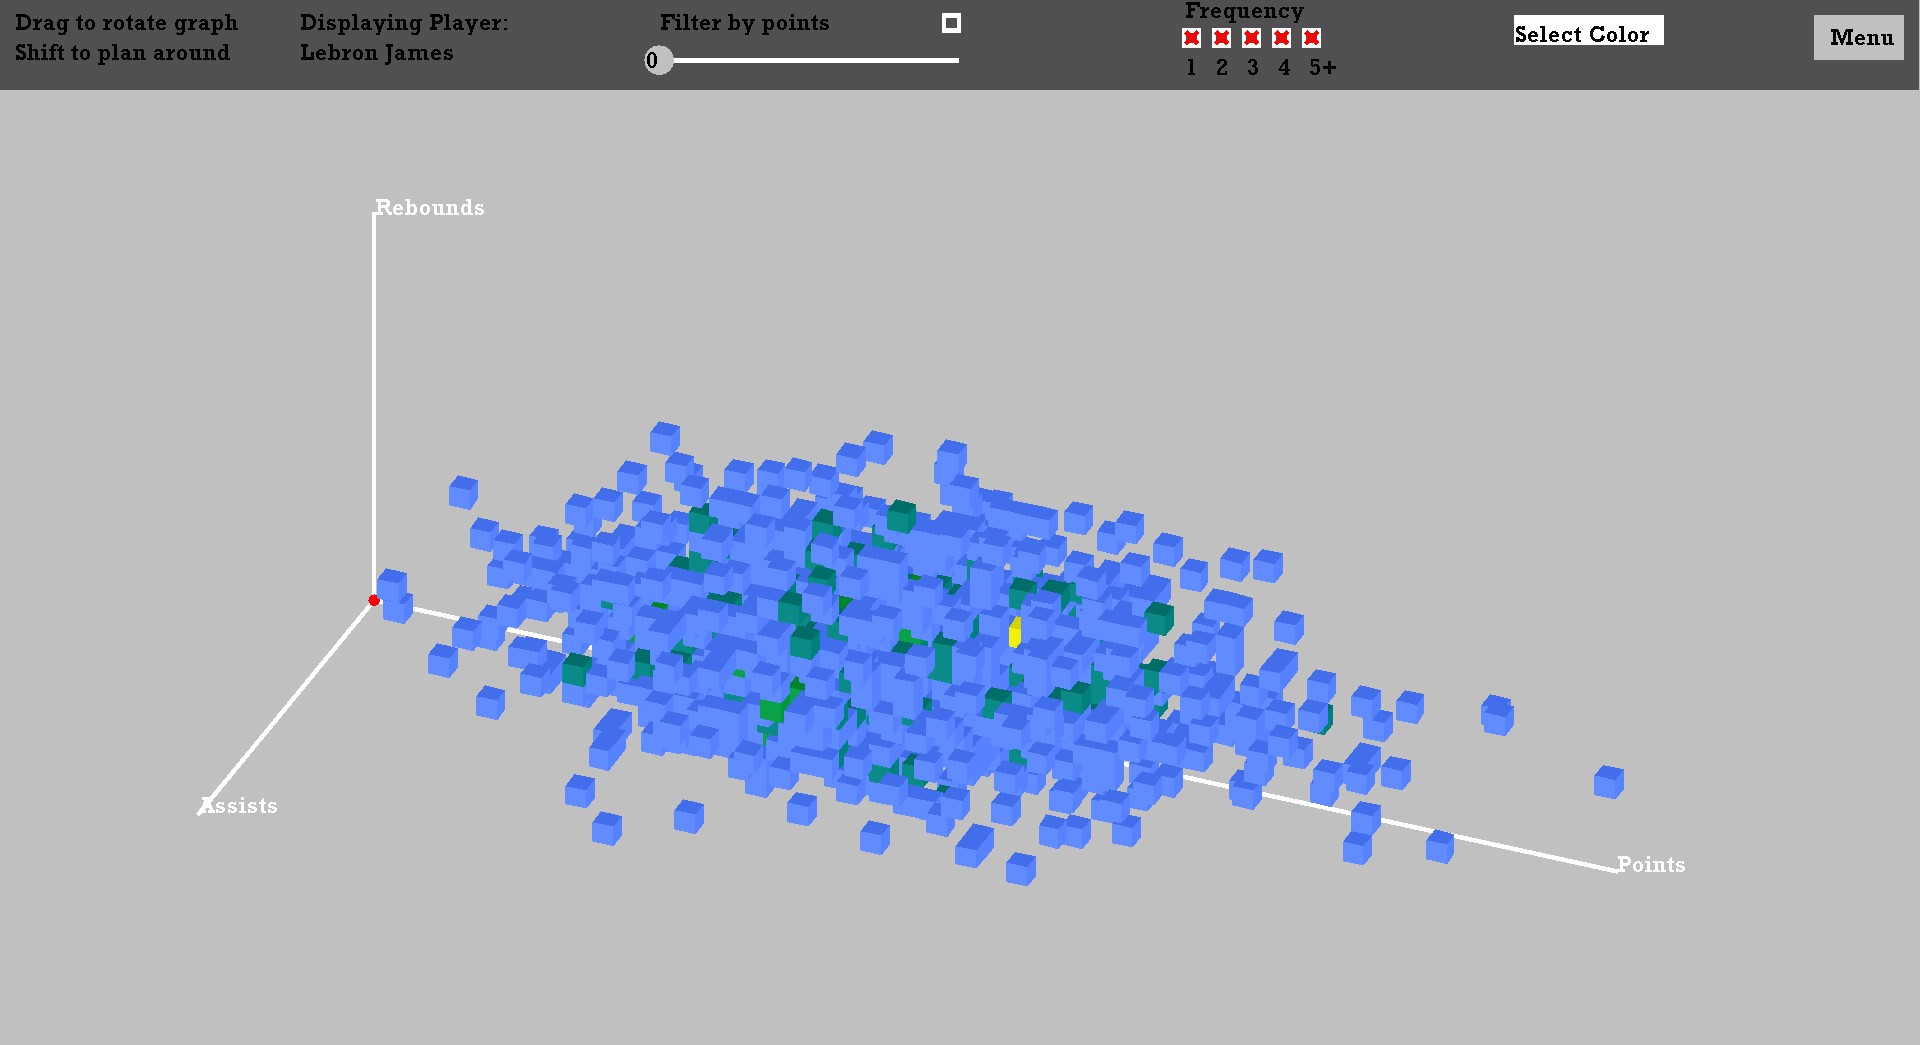 Drag to rotate graph
Shift to plan around
Displaying Player:
Lebron James
Filter by points
0
Frequency
1 2 3 4 5+
Select Color
Menu
Rebounds
Assists
Points